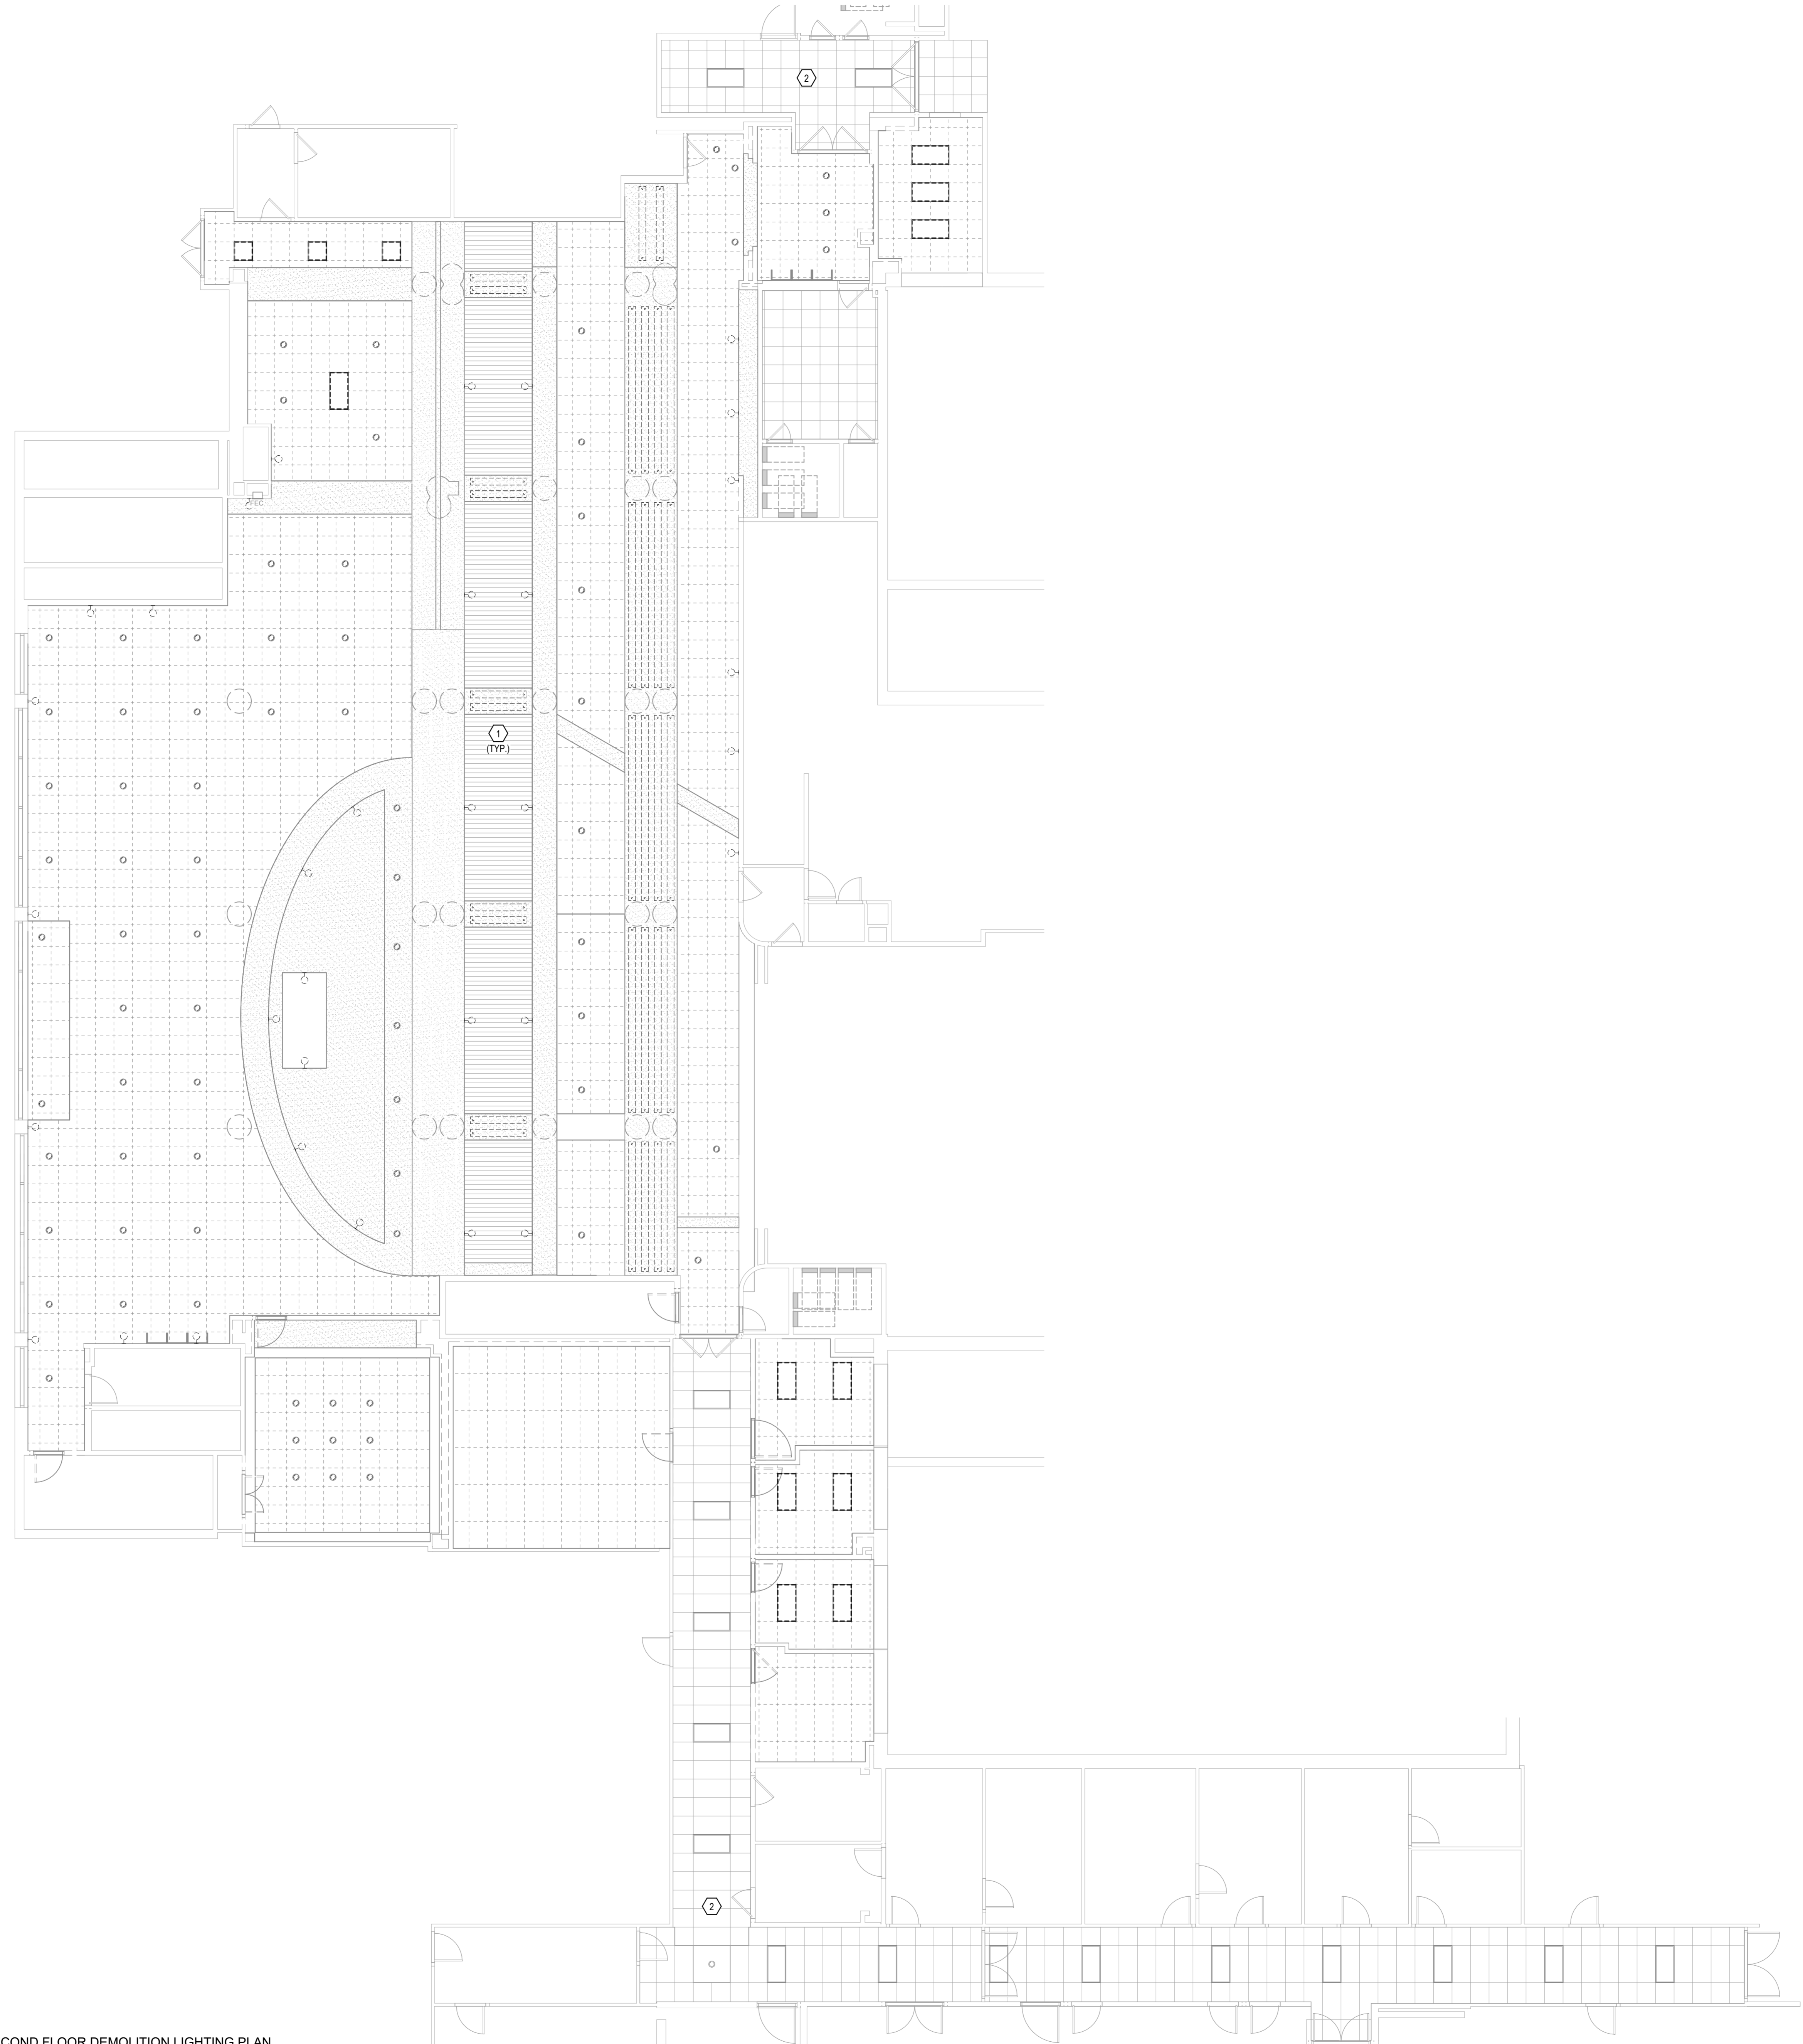 2
FEC
1
(TYP.)
2
COND FLOOR DEMOLITION LIGHTING PLAN